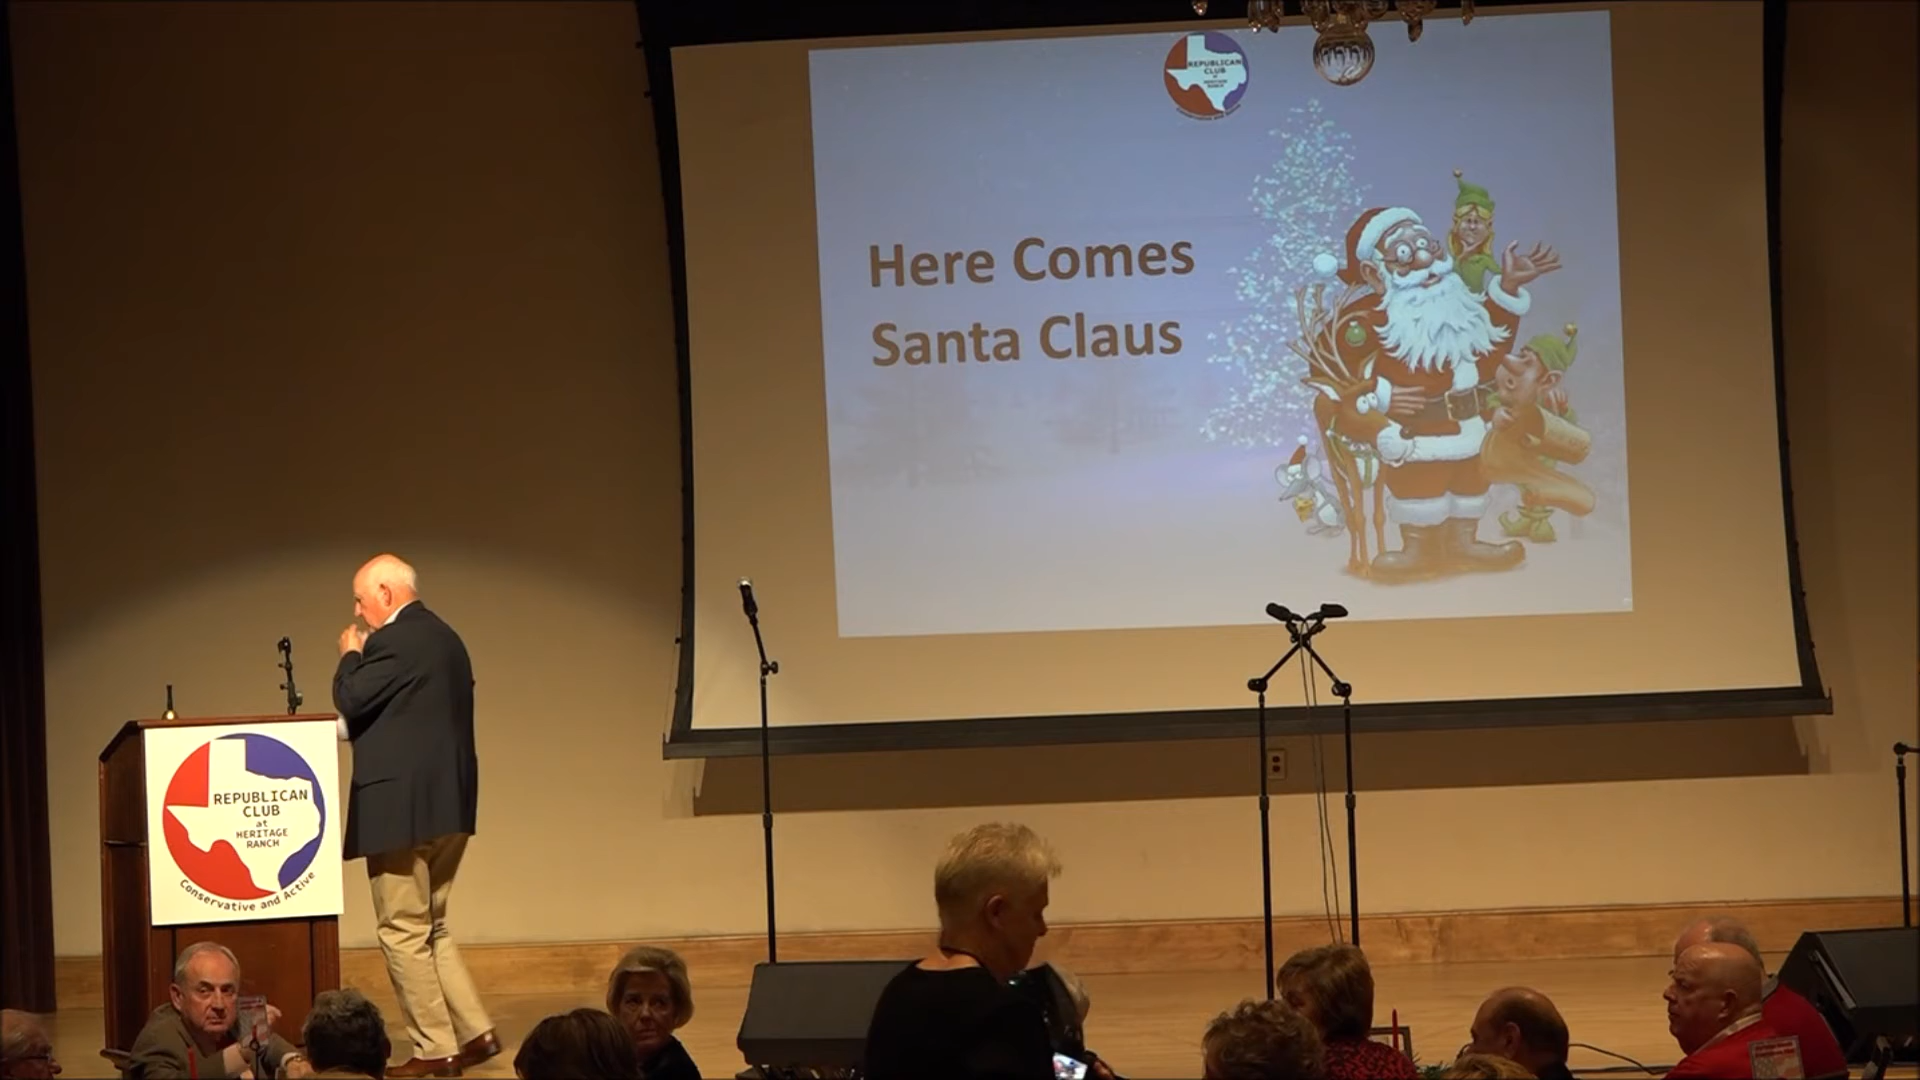 REPUBLICAN
CLUB
Here Comes
Santa Claus
REPUBLICAN
CLUB
at
HERITAGE
RANCH
Conservative and Active